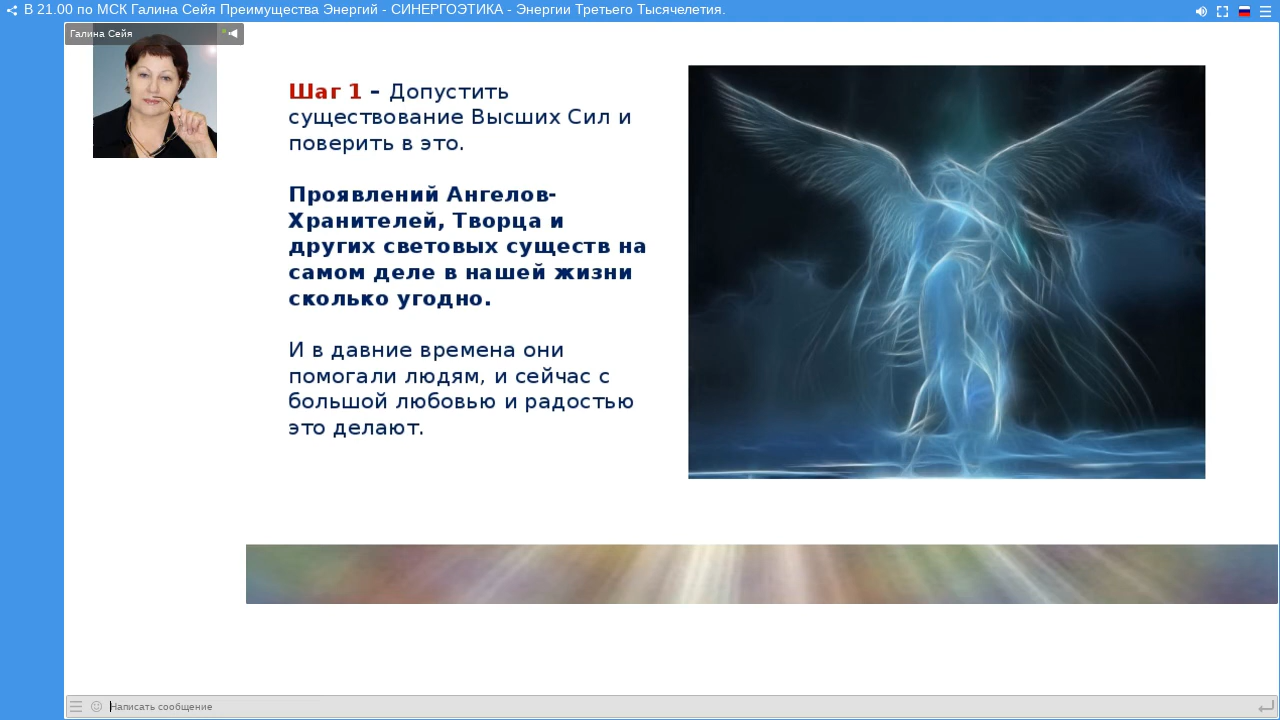 В 21.00 по МСК Галина Сейя Преимущества Энергий - СИНЕРГОЭТИКА - Энергии Третьего Тысячелетия.
Галина Сейя
Шаг 1 – Допустить
существование Высших Сил и
поверить в это.
Проявлений Ангелов-
Хранителей, Творца и
других световых существ на
самом деле в нашей жизни
сколько угодно.
И в давние времена они
помогали людям, и сейчас с
большой любовью и радостью
это делают.
Написать сообщение